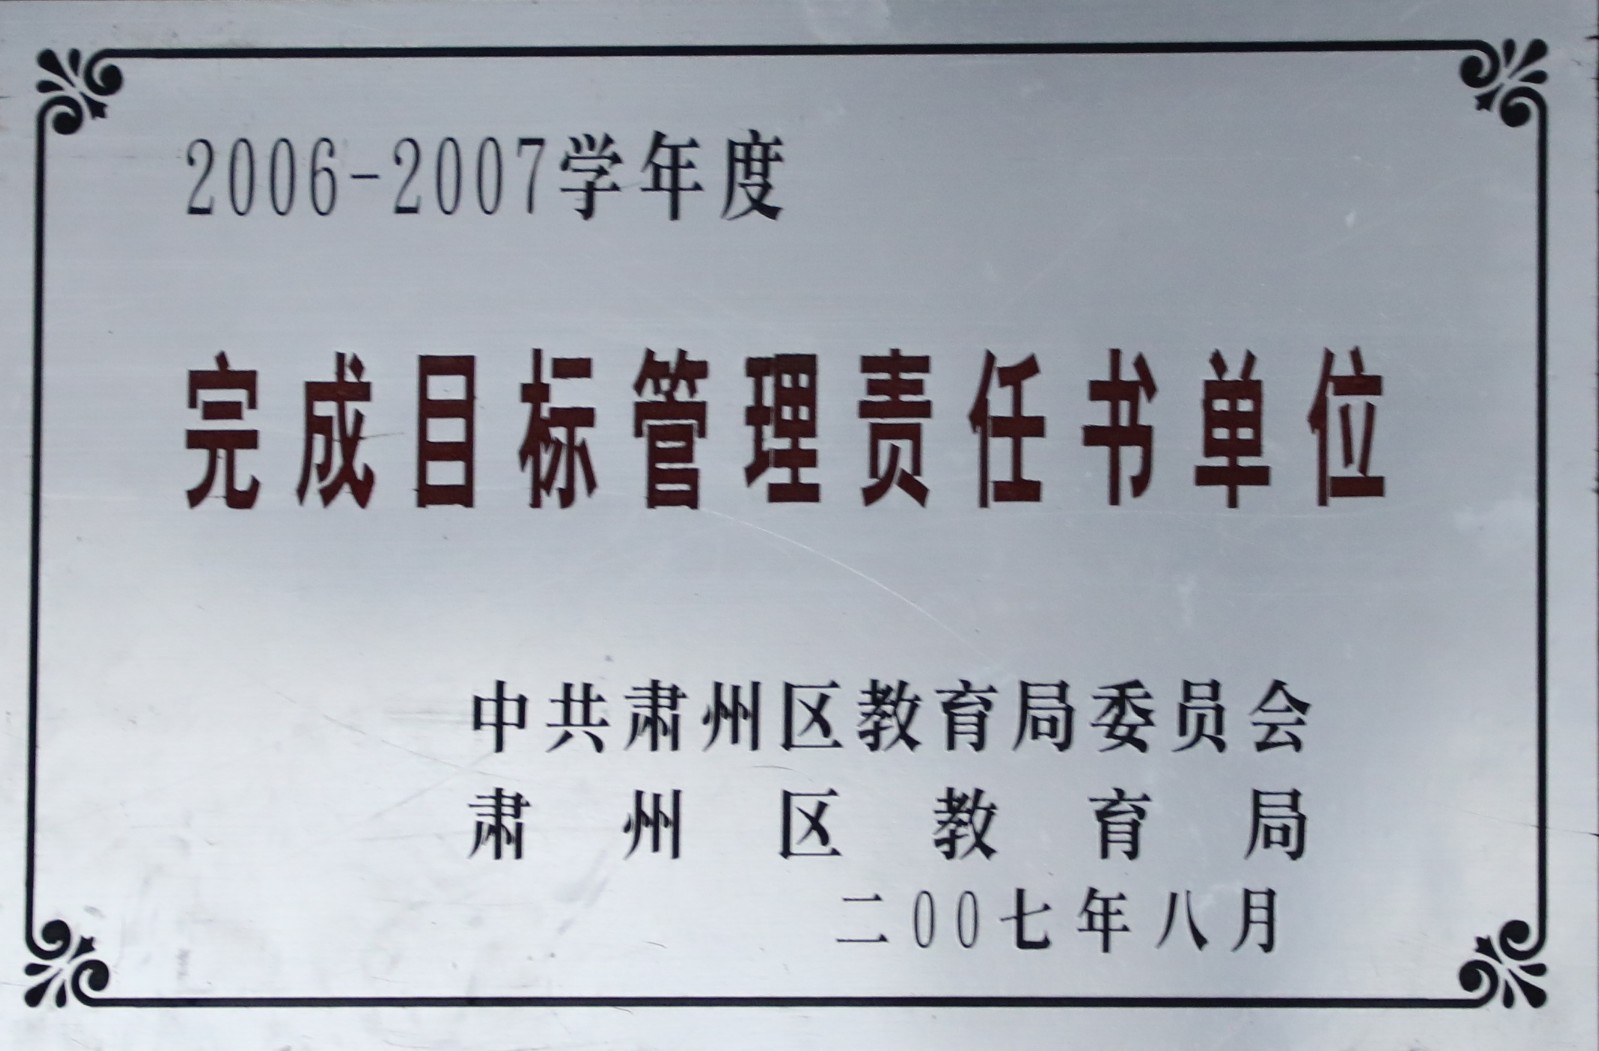 2006-2007学年度
完成目标管理责任书单位
中共肃州区教育局委员会
肃州区教育局
二00七年八月